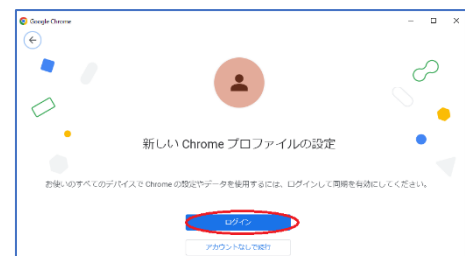 Google Chrome
新しい Chrome プロファイルの設定
お使いのすべてのデバイスで Chrome の設定やデータを使用するには、ログインして同期を有効にしてください。
ログイン
アカウントなしで続行